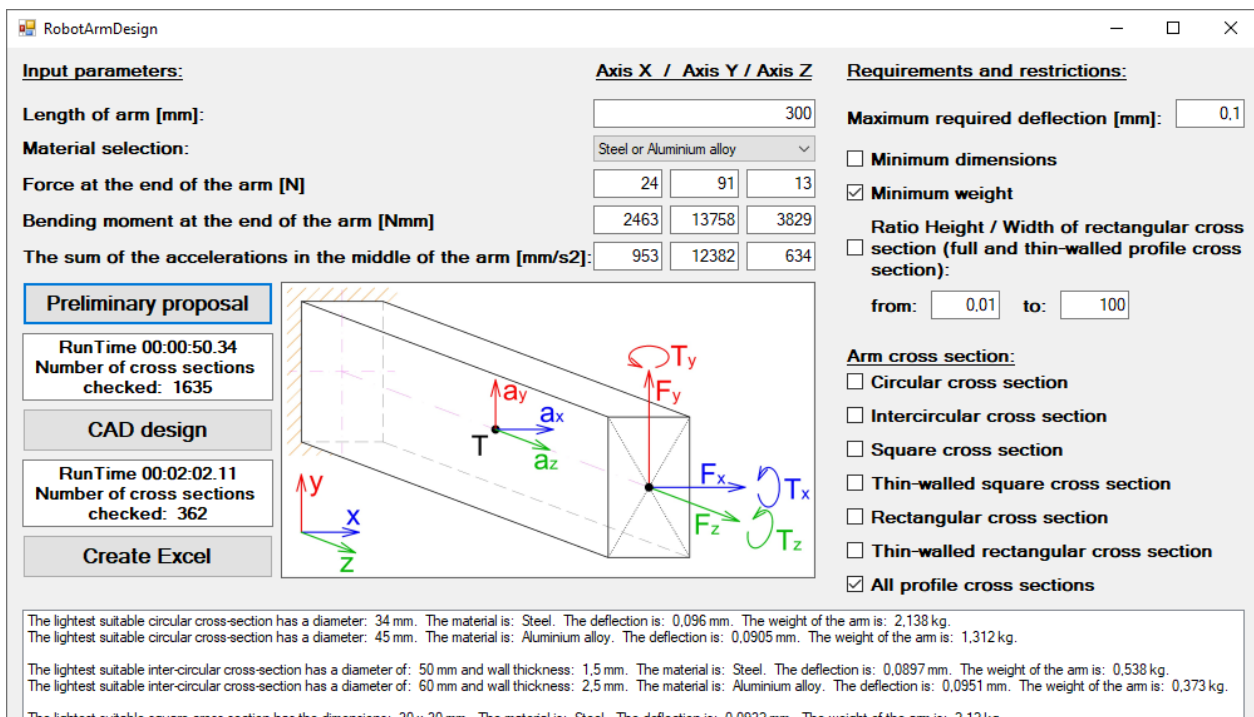 RobotArmDesign
Input parameters:
Axis X / Axis Y / Axis Z
Length of arm [mm]:
300
Material selection:
Steel or Aluminium alloy
Force at the end of the arm [N]
24 91 13
Bending moment at the end of the arm [Nmm]
2463 13758 3829
The sum of the accelerations in the middle of the arm [mm/s2]:
953 12382 634
Preliminary proposal
RunTime 00:00:50.34
Number of cross sections
checked: 1635
CAD design
RunTime 00:02:02.11
Number of cross sections
checked: 362
Create Excel
Ty
Fy
ay
ax
T
az
Fx
Tx
Fz
Tz
y
x
z
Requirements and restrictions:
Maximum required deflection [mm]:
0,1
Minimum dimensions
Minimum weight
Ratio Height / Width of rectangular cross
section (full and thin-walled profile cross
section):
from: 0,01 to: 100
Arm cross section:
Circular cross section
Intercircular cross section
Square cross section
Thin-walled square cross section
Rectangular cross section
Thin-walled rectangular cross section
All profile cross sections
The lightest suitable circular cross-section has a diameter: 34 mm. The material is: Steel. The deflection is: 0,096 mm. The weight of the arm is: 2,138 kg.
The lightest suitable circular cross-section has a diameter: 45 mm. The material is: Aluminium alloy. The deflection is: 0,0905 mm. The weight of the arm is: 1,312 kg.
The lightest suitable inter-circular cross-section has a diameter of: 50 mm and wall thickness: 1,5 mm. The material is: Steel. The deflection is: 0,0897 mm. The weight of the arm is: 0,538 kg.
The lightest suitable inter-circular cross-section has a diameter of: 60 mm and wall thickness: 2,5 mm. The material is: Aluminium alloy. The deflection is: 0,0951 mm. The weight of the arm is: 0,373 kg.